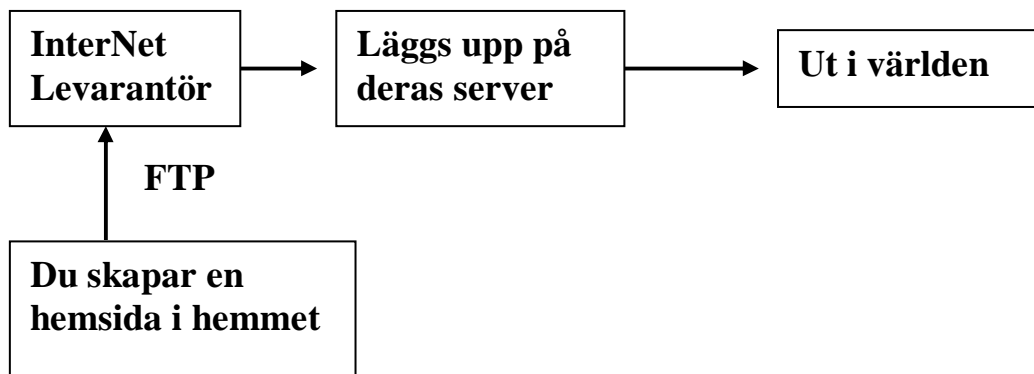 InterNet
Levarantör
Läggs upp på
deras server
Ut i världen
FTP
Du skapar en
hemsida i hemmet